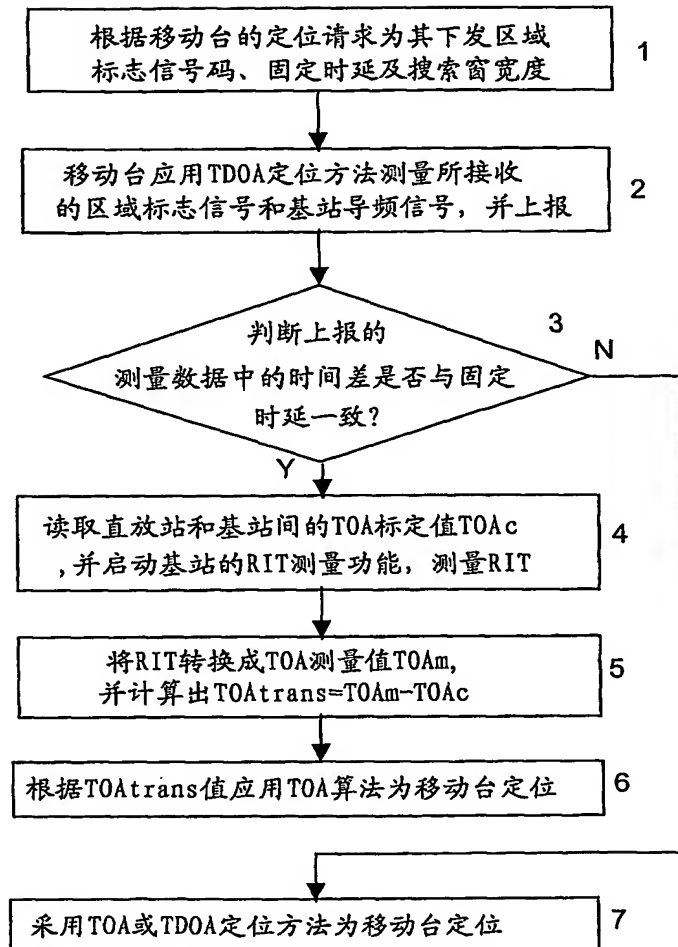 根据移动台的定位请求为其下发区域
标志信号码、固定时延及搜索窗宽度
1
移动台应用TDOA定位方法测量所接收
的区域标志信号和基站导频信号，并上报
2
判断上报的
3
测量数据中的时间差是否与固定
时延一致?
N
Y
读取直放站和基站间的TOA标定值TOAc
,并启动基站的RIT测量功能，测量RIT
4
将RIT转换成TOA测量值TOAm,
并计算出TOAtrans=TOAm-TOAc
5
根据TOAtrans值应用TOA算法为移动台定位
6
采用TOA或TDOA定位方法为移动台定位
7